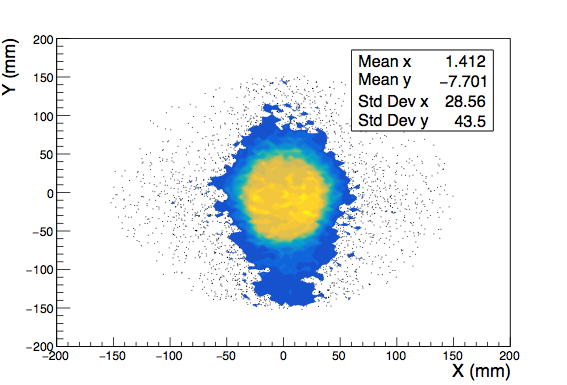 Y (mm)
200
150
100
50
0
−50
−100
−150
−200
Mean x 1.412
Mean y −7.701
Std Dev x 28.56
Std Dev y 43.5
−200 −150 −100 −50 0 50 100 150 200
X (mm)